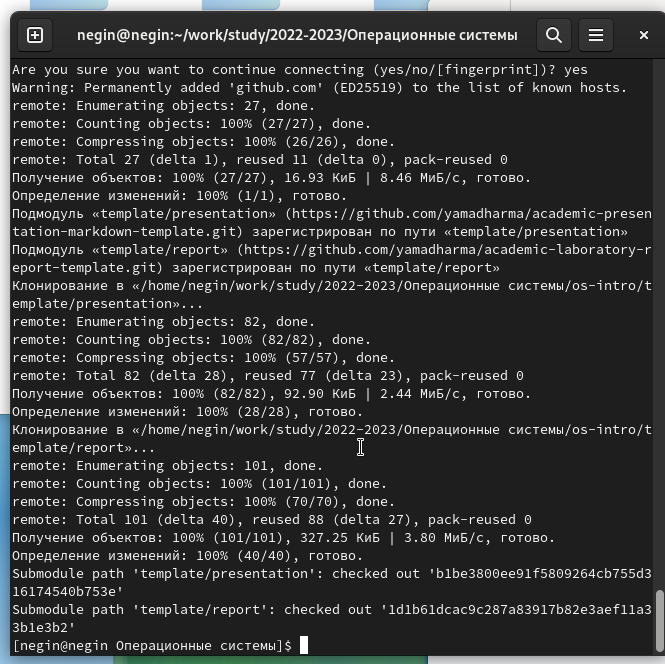 negin@negin:~/work/study/2022-2023/Операционные системы
Are you sure you want to continue connecting (yes/no/[fingerprint])? yes
Warning: Permanently added 'github.com' (ED25519) to the list of known hosts.
remote: Enumerating objects: 27, done.
remote: Counting objects: 100% (27/27), done.
remote: Compressing objects: 100% (26/26), done.
remote: Total 27 (delta 1), reused 11 (delta 0), pack-reused 0
Получение объектов: 100% (27/27), 16.93 КиБ | 8.46 МиБ/с, готово.
Определение изменений: 100% (1/1), готово.
Подмодуль «template/presentation» (https://github.com/yamadharma/academic-presen
tation-markdown-template.git) зарегистрирован по пути «template/presentation»
Подмодуль «template/report» (https://github.com/yamadharma/academic-laboratory-r
eport-template.git) зарегистрирован по пути «template/report»
Клонирование в «/home/negin/work/study/2022-2023/Операционные системы/os-intro/t
emplate/presentation»...
remote: Enumerating objects: 82, done.
remote: Counting objects: 100% (82/82), done.
remote: Compressing objects: 100% (57/57), done.
remote: Total 82 (delta 28), reused 77 (delta 23), pack-reused 0
Получение объектов: 100% (82/82), 92.90 КиБ | 2.44 МиБ/с, готово.
Определение изменений: 100% (28/28), готово.
Клонирование в «/home/negin/work/study/2022-2023/Операционные системы/os-intro/t
emplate/report»...
remote: Enumerating objects: 101, done.
remote: Counting objects: 100% (101/101), done.
remote: Compressing objects: 100% (70/70), done.
remote: Total 101 (delta 40), reused 88 (delta 27), pack-reused 0
Получение объектов: 100% (101/101), 327.25 КиБ | 3.80 МиБ/с, готово.
Определение изменений: 100% (40/40), готово.
Submodule path 'template/presentation': checked out 'b1be3800ee91f5809264cb755d3
16174540b753e'
Submodule path 'template/report': checked out '1d1b61dcac9c287a83917b82e3aef11a3
3b1e3b2'
[negin@negin Операционные системы]$